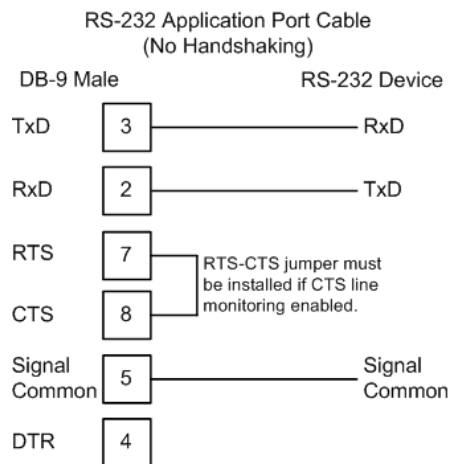 RS-232 Application Port Cable
(No Handshaking)
DB-9 Male
RS-232 Device
TxD
3
RxD
RxD
2
TxD
RTS
7
RTS-CTS jumper must
be installed if CTS line
monitoring enabled.
CTS
8
Signal
Common
5
Signal
Common
DTR
4